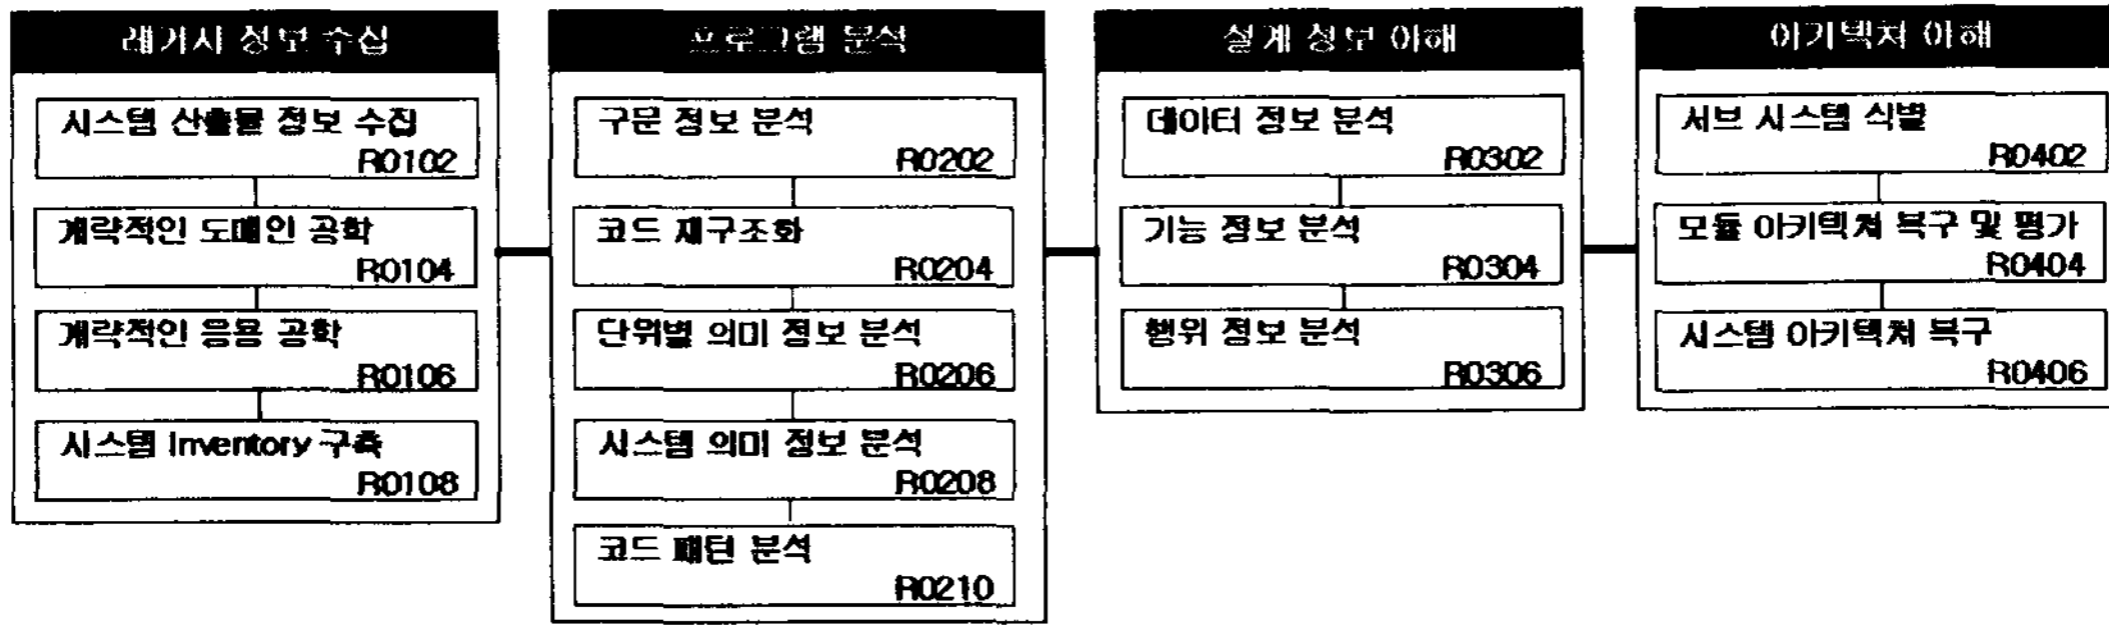 레거시 정보 수집
시스템 산출물 정보 수집
R0102
개략적인 도메인 공학
R0104
개략적인 응용 공학
R0106
시스템 Inventory 구축
R0108
프로그램 분석
구문 정보 분석
R0202
코드 재구조화
R0204
단위별 의미 정보 분석
R0206
시스템 의미 정보 분석
R0208
코드 패턴 분석
R0210
설계 정보 이해
데이터 정보 분석
R0302
기능 정보 분석
R0304
행위 정보 분석
R0306
아키텍처 이해
서브 시스템 식별
R0402
모듈 아키텍쳐 복구 및 평가
R0404
시스템 아키텍쳐 복구
R0406